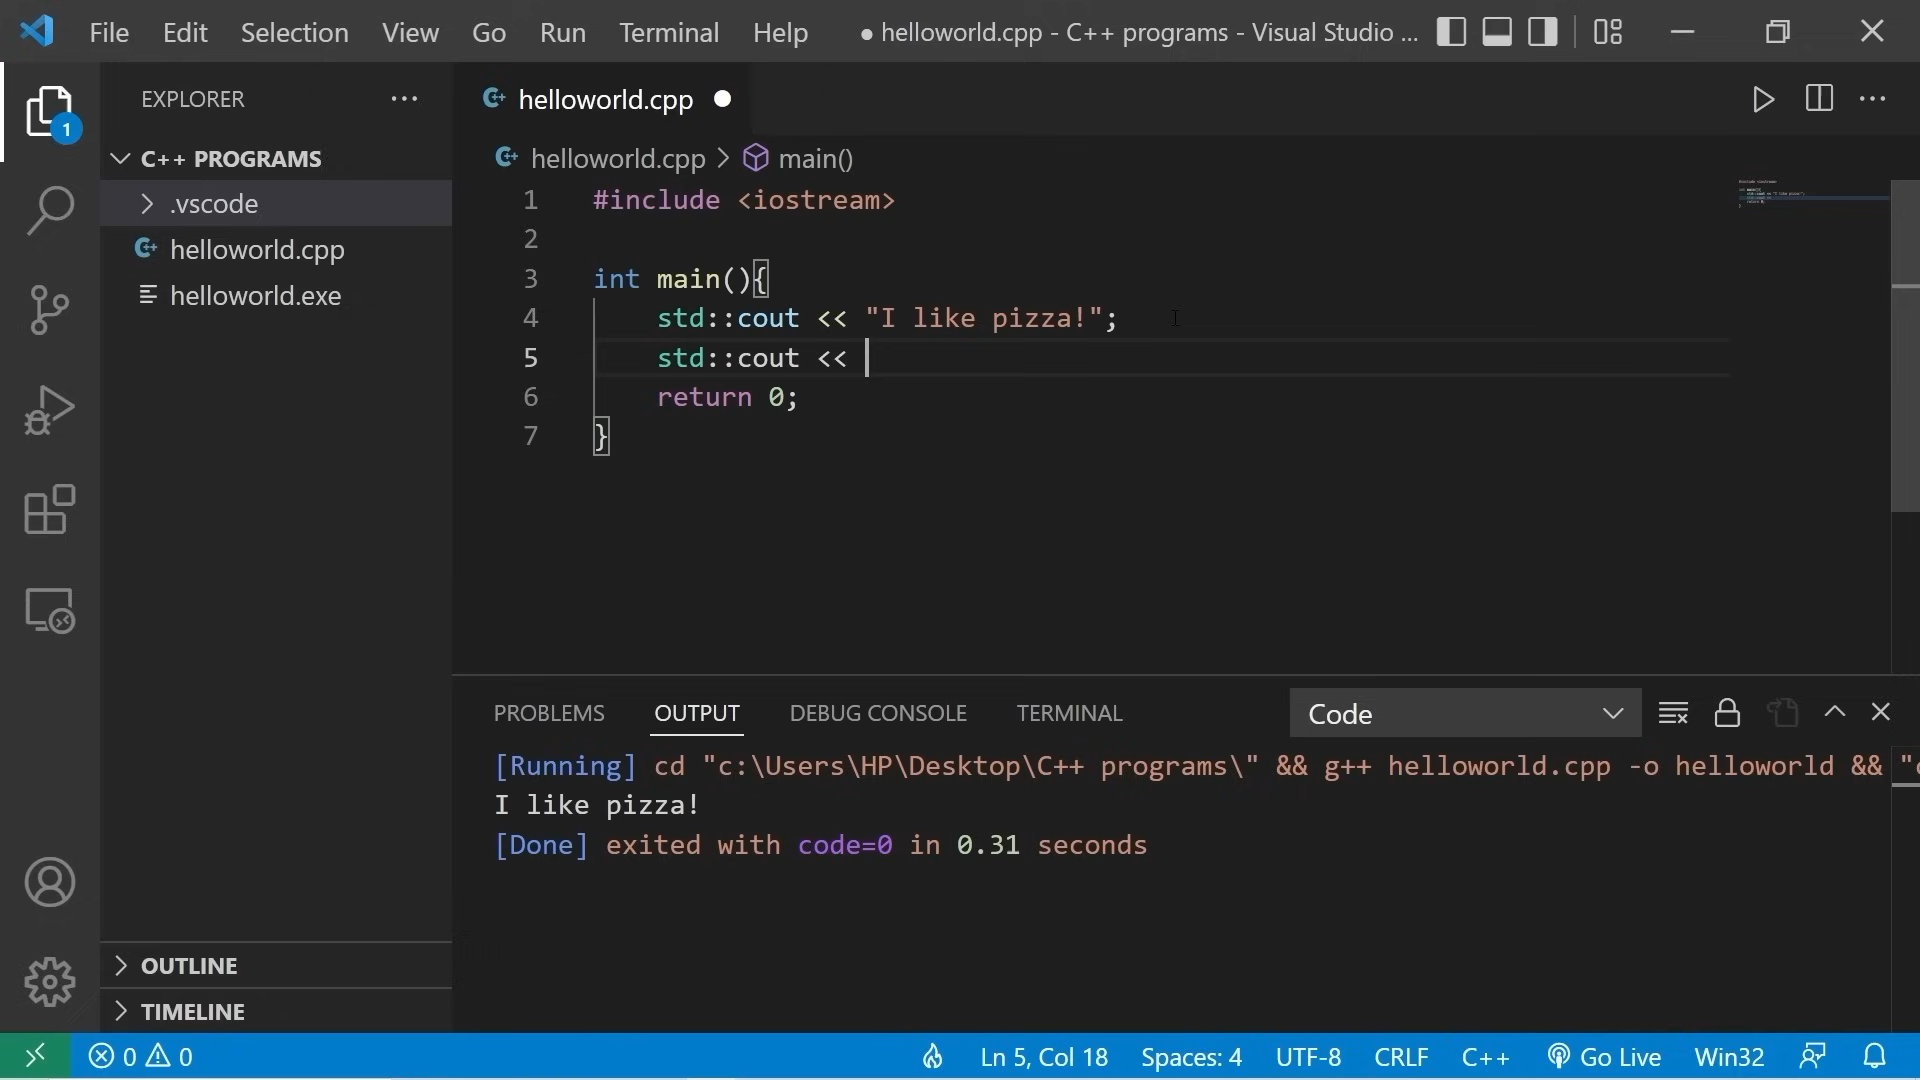 File Edit Selection View Go Run Terminal Help ● helloworld.cpp - C++ programs - Visual Studio ...
EXPLORER
C++ PROGRAMS
.vscode
helloworld.cpp
helloworld.exe
OUTLINE
TIMELINE
1
helloworld.cpp
helloworld.cpp > main()
1 #include <iostream>
2
3 int main(){
4 std::cout << "I like pizza!";
5 std::cout <<
6 return 0;
7 }
PROBLEMS OUTPUT DEBUG CONSOLE TERMINAL Code
[Running] cd "c:\Users\HP\Desktop\C++ programs\" && g++ helloworld.cpp -o helloworld && "c
I like pizza!
[Done] exited with code=0 in 0.31 seconds
0 0 Ln 5, Col 18 Spaces: 4 UTF-8 CRLF C++ Go Live Win32